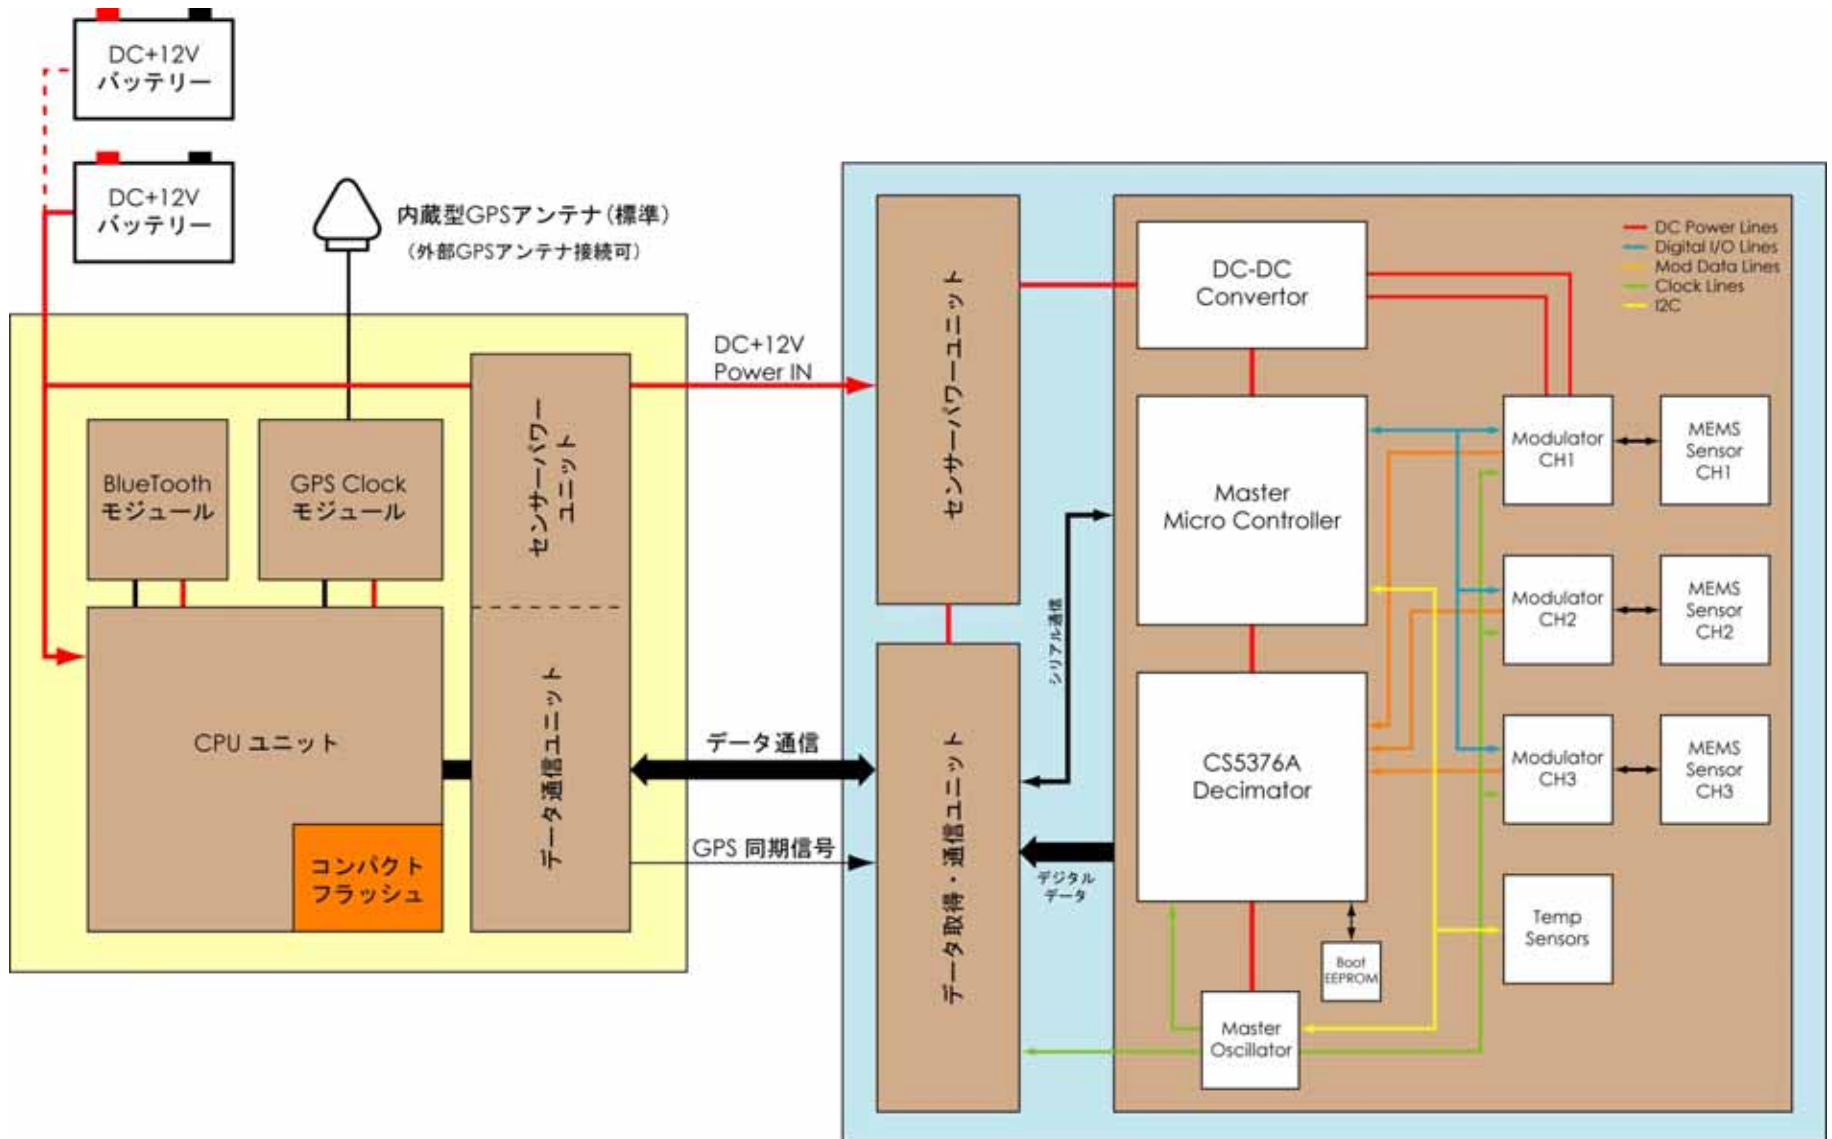 DC+12V
バッテリー
DC+12V
バッテリー
内蔵型GPSアンテナ(標準)
(外部GPSアンテナ接続可)
BlueTooth
モジュール
GPS Clock
モジュール
センサーパワー
ユニット
CPU ユニット
コンパクト
フラッシュ
データ通信ユニット
DC+12V
Power IN
データ通信
GPS 同期信号
センサーパワーユニット
データ取得・通信ユニット
シリアル通信
デジタル
データ
DC-DC
Convertor
Master
Micro Controller
CS5376A
Decimator
Boot
EEPROM
Master
Oscillator
DC Power Lines
Digital I/O Lines
Mod Data Lines
Clock Lines
I2C
Modulator
CH1
MEMS
Sensor
CH1
Modulator
CH2
MEMS
Sensor
CH2
Modulator
CH3
MEMS
Sensor
CH3
Temp
Sensors